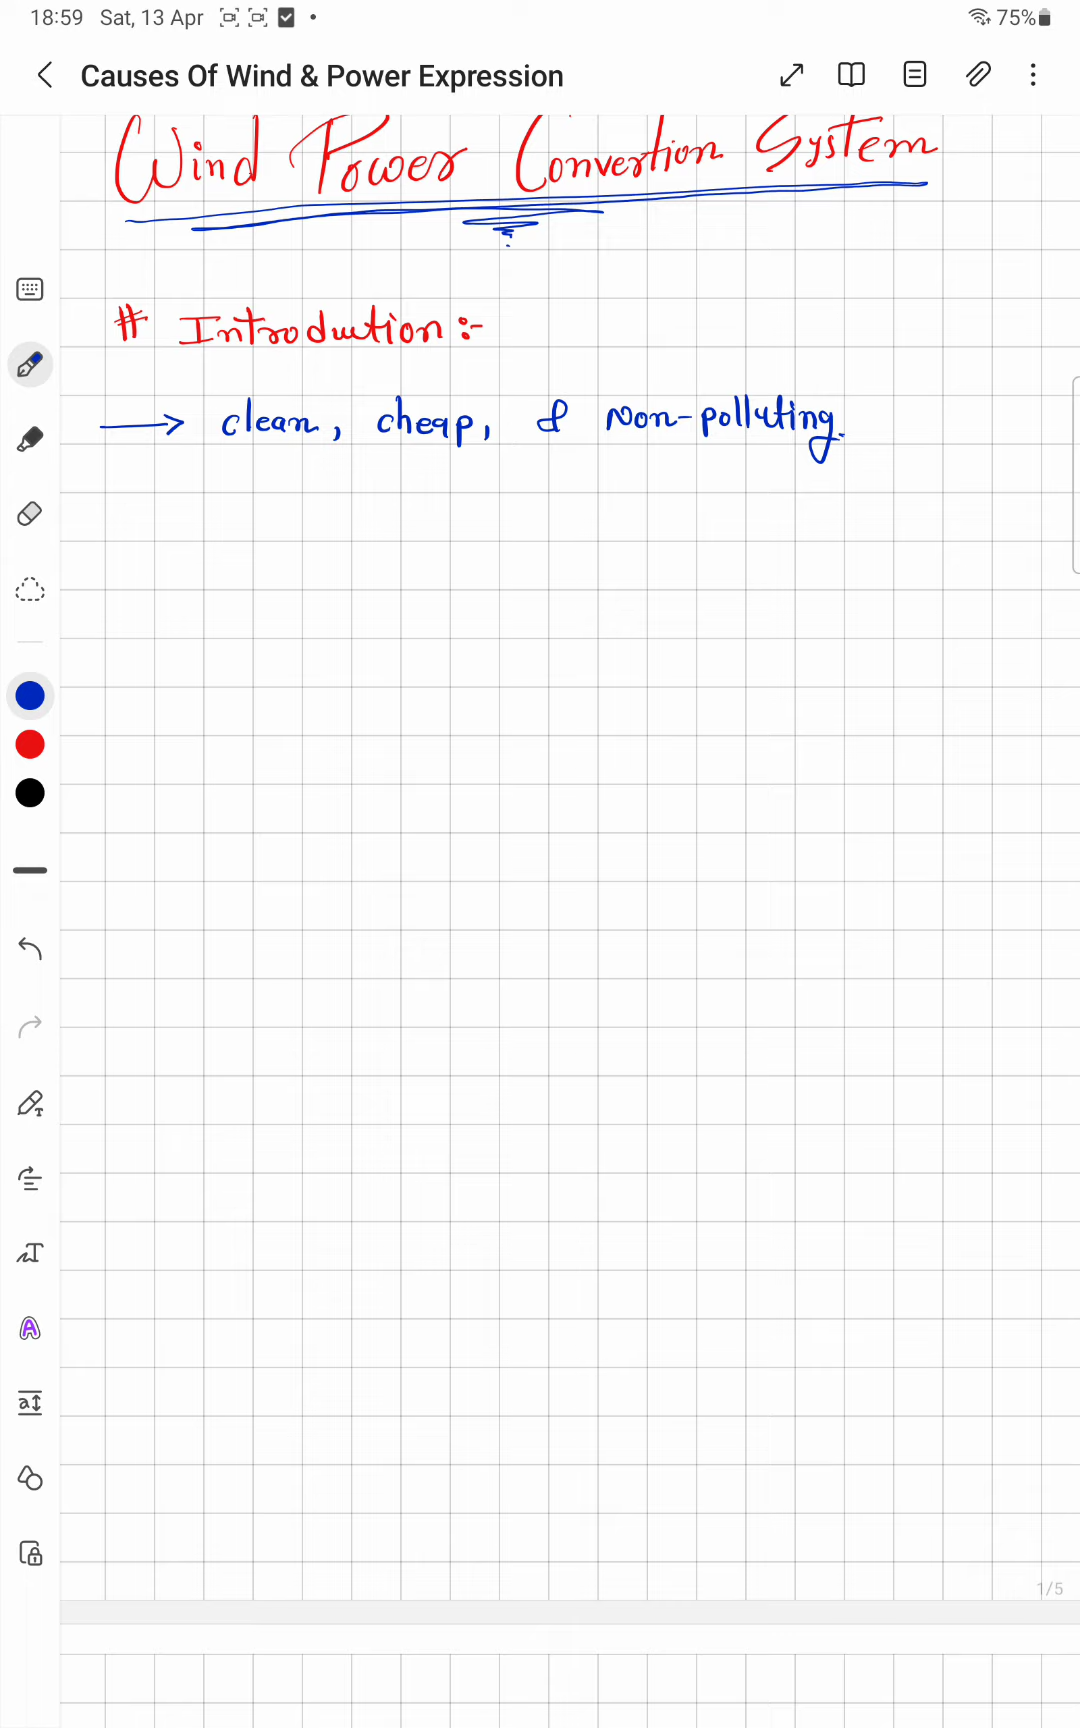 18:59 Sat, 13 Apr 75%
Causes Of Wind & Power Expression
Wind Power Convertion System
# Introdution :-
→ clean, cheap, & Non-polluting.
1/5